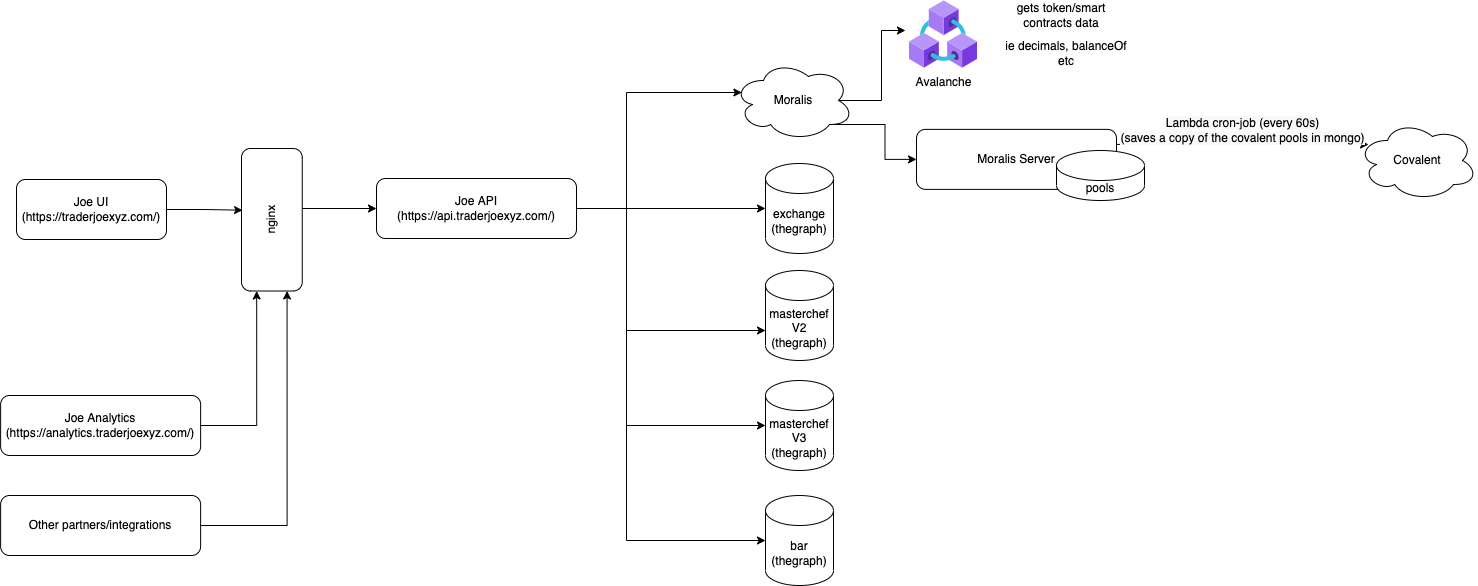 gets token/smart
contracts data
ie decimals, balanceOf
etc
Avalanche
Moralis
Lambda cron-job (every 60s)
(saves a copy of the covalent pools in mongo)
Moralis Server
pools
Covalent
Joe UI
(https://traderjoexyz.com/)
nginx
Joe API
(https://api.traderjoexyz.com/)
exchange
(thegraph)
masterchef
V2
(thegraph)
Joe Analytics
(https://analytics.traderjoexyz.com/)
masterchef
V3
(thegraph)
Other partners/integrations
bar
(thegraph)